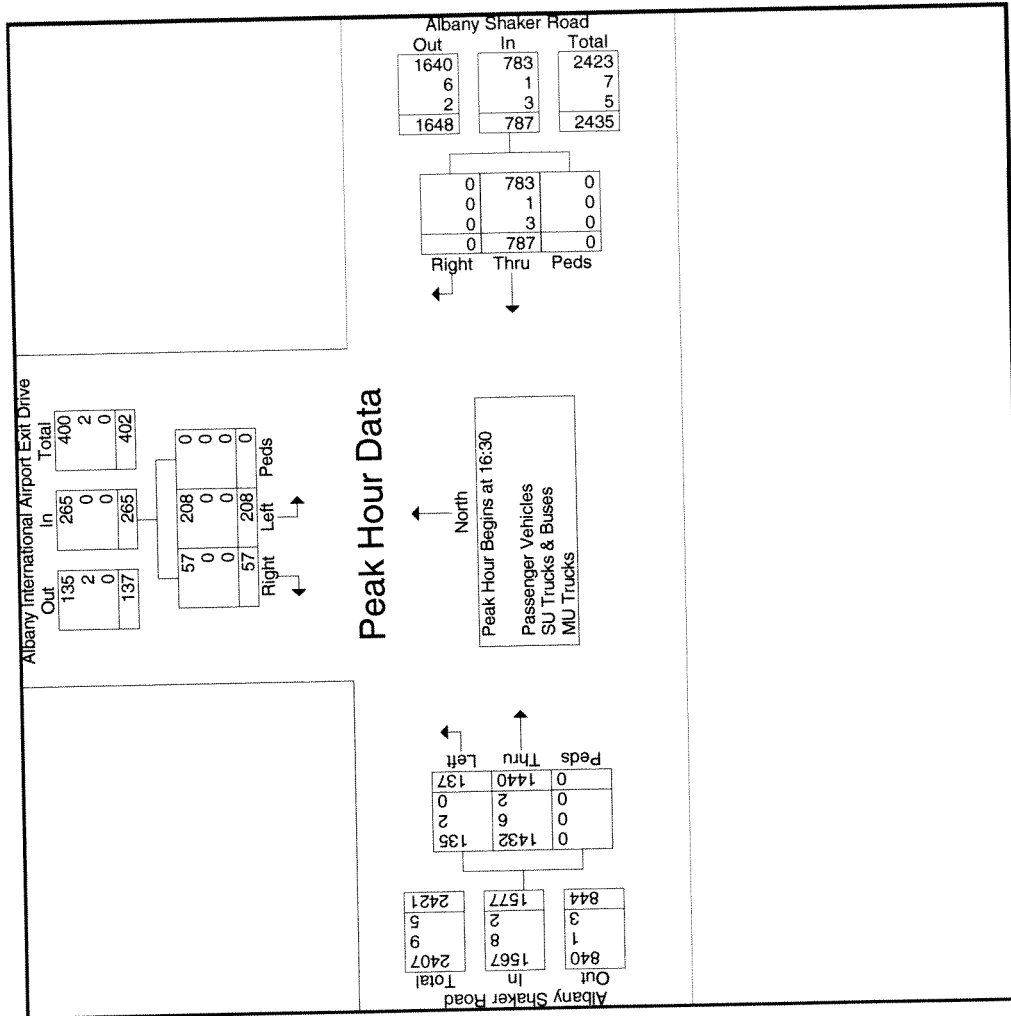 Albany Shaker Road
Out In Total
1640 783 2423
6 1 7
2 3 5
1648 787 2435
0 783 0
0 1 0
0 3 0
0 787 0
Right Thru Peds
Albany International Airport Exit Drive
Out In Total
135 265 400
2 0 2
0 0 0
137 265 402
57 208 0
0 0 0
0 0 0
57 208 0
Right Left Peds
Peak Hour Data
North
Peak Hour Begins at 16:30
Passenger Vehicles
SU Trucks & Buses
MU Trucks
Left Thru Peds
137 1440 0
0 2 0
2 6 0
135 1432 0
2421 1577 844
5 2 3
9 8 1
2407 1567 840
Total In Out
Albany Shaker Road